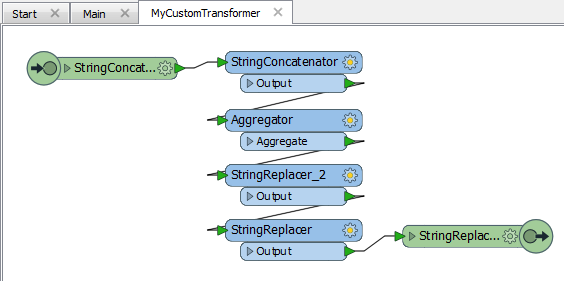 Start Main MyCustomTransformer
StringConcat... StringConcatenator
Output
Aggregator
Aggregate
StringReplacer_2
Output
StringReplacer
Output StringReplac...